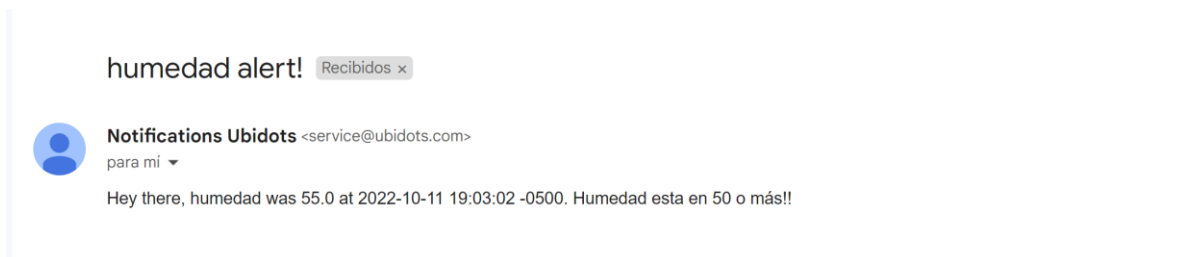 humedad alert! Recibidos ×
Notifications Ubidots <service@ubidots.com>
para mí
Hey there, humedad was 55.0 at 2022-10-11 19:03:02 -0500. Humedad esta en 50 o más!!